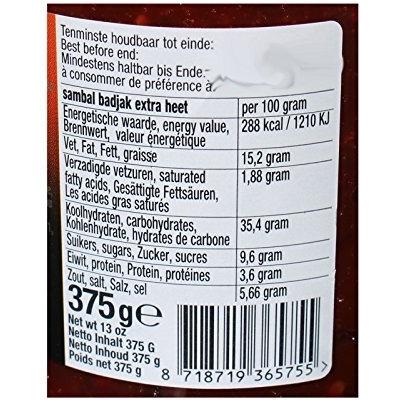 Tenminste houdbaar tot einde:
Best before end:
Mindestens haltbar bis Ende:
à consommer de préférence à
sambal badjak extra heet per 100 gram
Energetische waarde, energy value, 288 kcal / 1210 KJ
Brennwert, valeur énergétique
Vet, Fat, Fett, graisse 15,2 gram
Verzadigde vetzuren, saturated 1,88 gram
fatty acids, Gesättigte Fettsäuren,
Les acides gras saturés
Koolhydraten, carbohydrates, 35,4 gram
Kohlenhydrate, hydrates de carbone
Suikers, sugars, Zucker, sucres 9,6 gram
Eiwit, protein, Protein, protéines 3,6 gram
Zout, salt, Salz, sel 5,66 gram
375 g ℮
Net wt 13 oz
Netto Inhalt 375 G
Netto Inhoud 375 g
Poids net 375 g
8 718719 365755 >